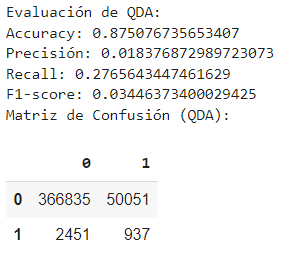 Evaluación de QDA:
Accuracy: 0.875076735653407
Precisión: 0.018376872989723073
Recall: 0.2765643447461629
F1-score: 0.03446373400029425
Matriz de Confusión (QDA):
0 1
0 366835 50051
1 2451 937